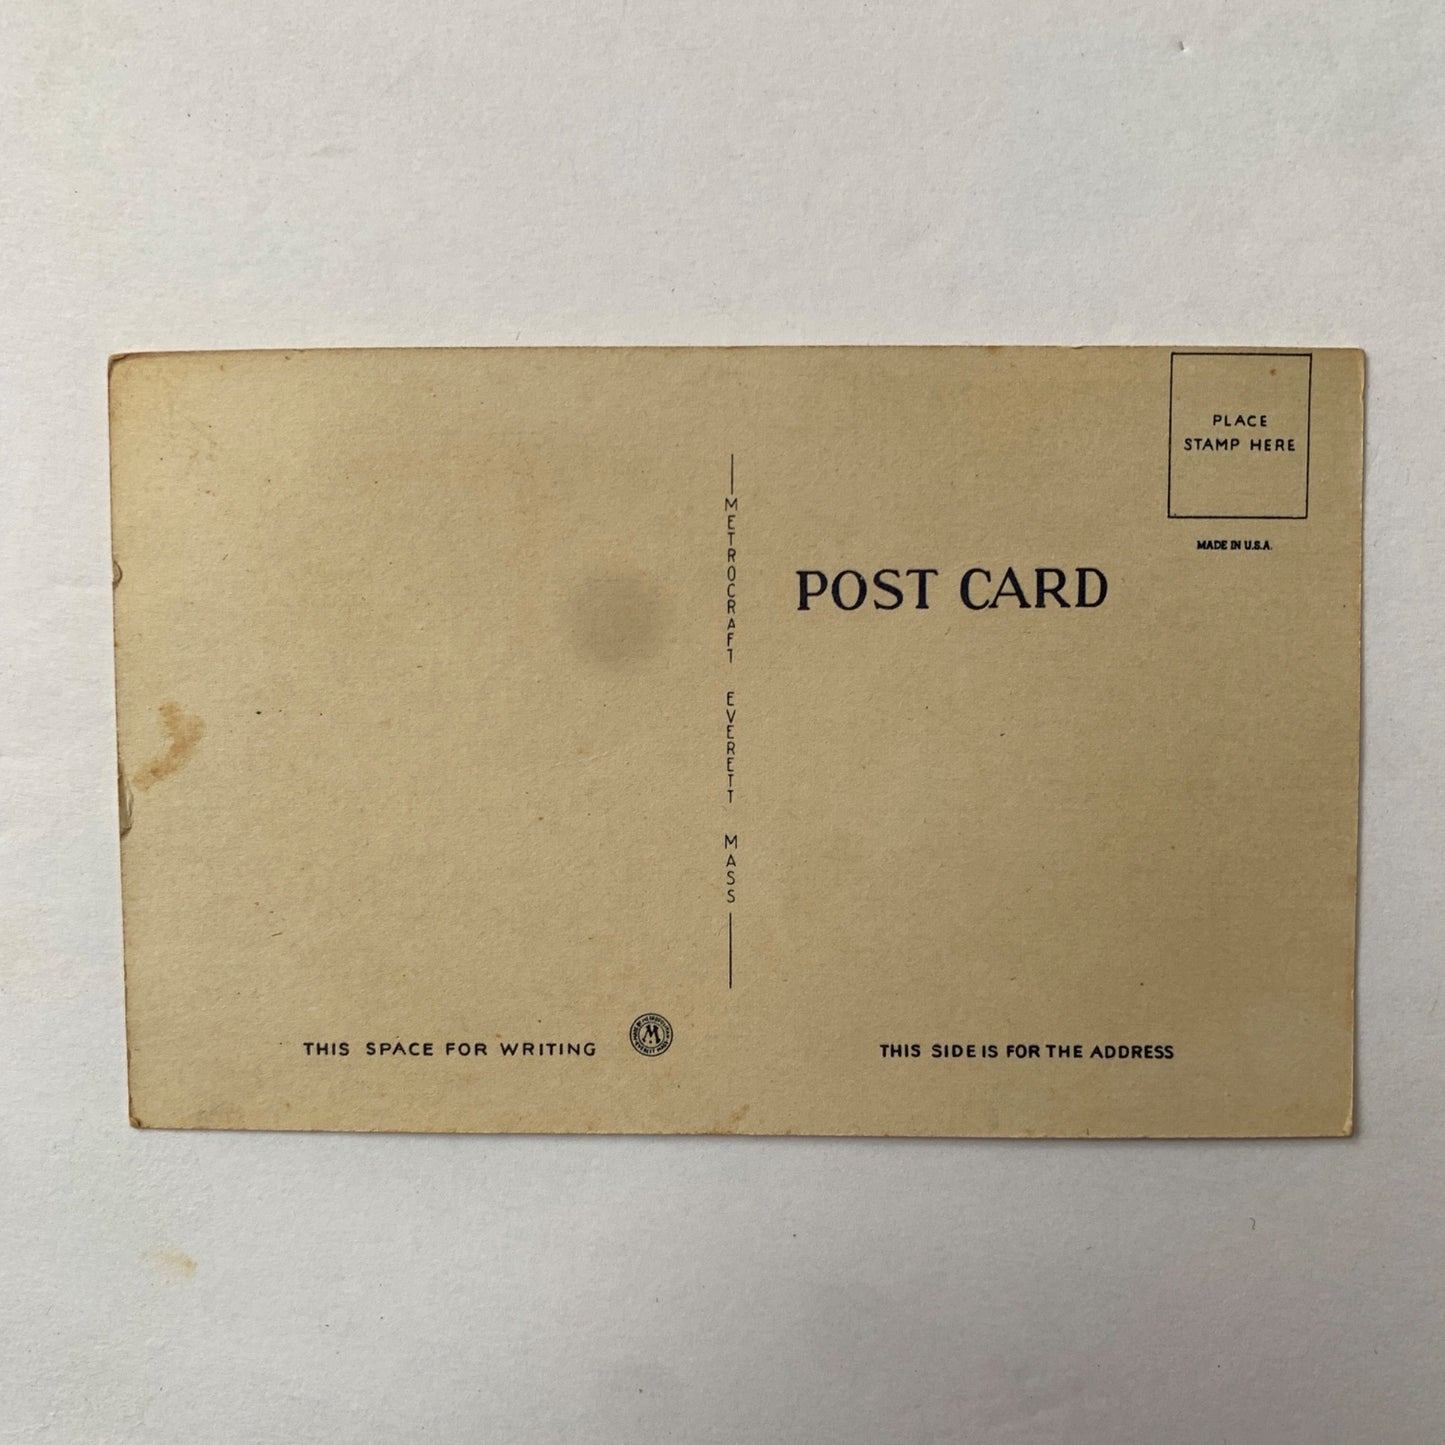 PLACE
STAMP HERE
MADE IN U.S.A.
POST CARD
METROCRAFT EVERETT MASS
THIS SPACE FOR WRITING
M
THIS SIDE IS FOR THE ADDRESS